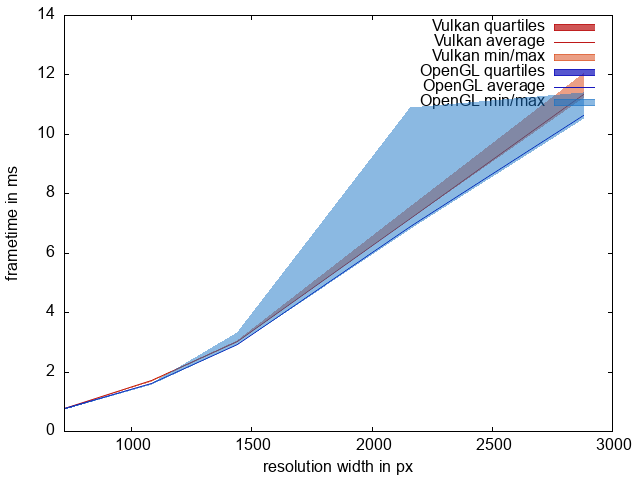 14
12
10
8
6
4
2
0
frametime in ms
Vulkan quartiles
Vulkan average
Vulkan min/max
OpenGL quartiles
OpenGL average
OpenGL min/max
1000
1500
2000
2500
3000
resolution width in px